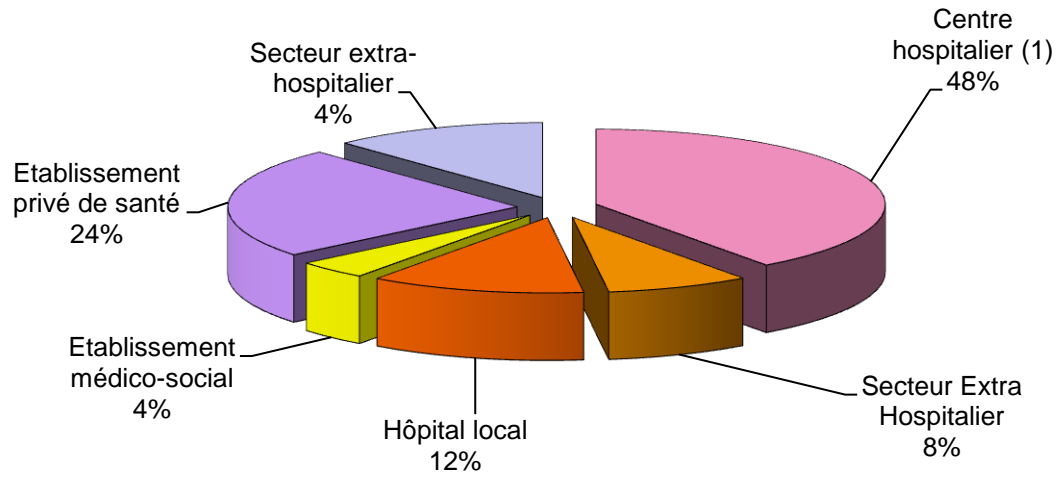 Centre
hospitalier (1)
48%
Secteur extra-
hospitalier
4%
Etablissement
privé de santé
24%
Etablissement
médico-social
4%
Hôpital local
12%
Secteur Extra
Hospitalier
8%